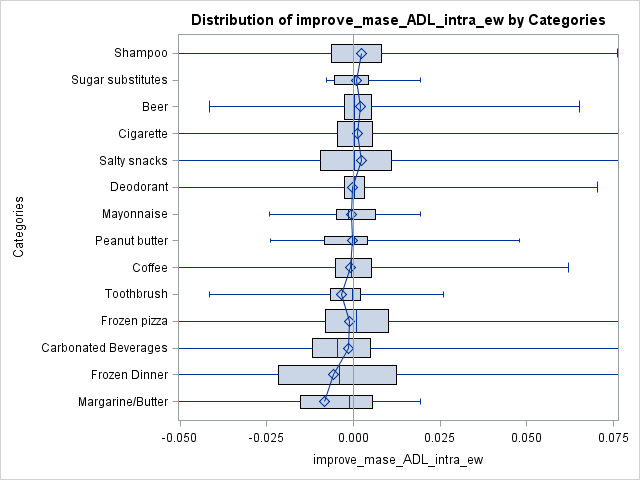 Distribution of improve_mase_ADL_intra_ew by Categories
Categories
Shampoo
Sugar substitutes
Beer
Cigarette
Salty snacks
Deodorant
Mayonnaise
Peanut butter
Coffee
Toothbrush
Frozen pizza
Carbonated Beverages
Frozen Dinner
Margarine/Butter
-0.050 -0.025 0.000 0.025 0.050 0.075
improve_mase_ADL_intra_ew